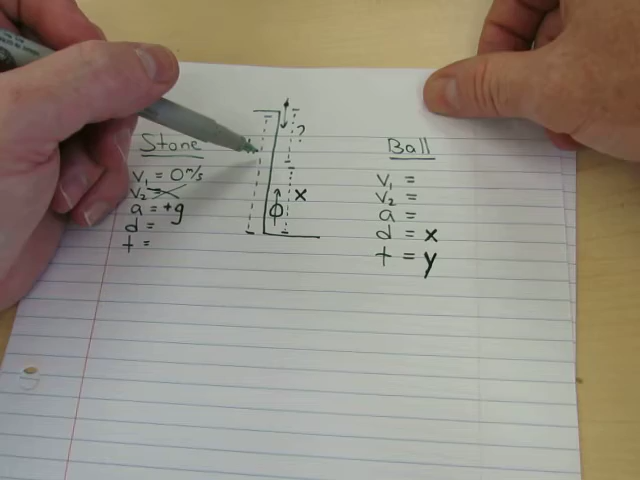 Stone
v₁ = 0 m/s
v₂ =
a = +g
d =
t =
?
x
Ball
v₁ =
v₂ =
a =
d = x
t = y